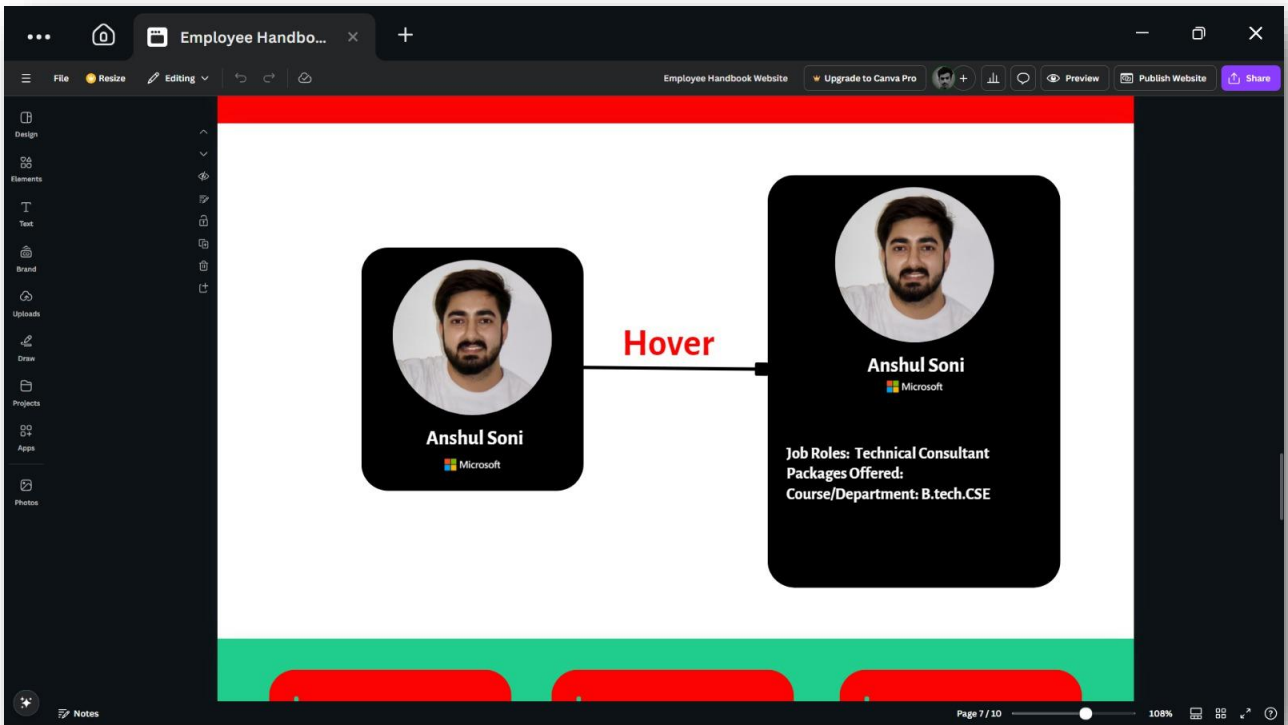 Employee Handbo...
File
Resize
Editing
Employee Handbook Website
Upgrade to Canva Pro
Preview
Publish Website
Share
Design
Elements
Text
Brand
Uploads
Draw
Projects
Apps
Photos
Anshul Soni
Microsoft
Hover
Anshul Soni
Microsoft
Job Roles: Technical Consultant
Packages Offered:
Course/Department: B.tech.CSE
Notes
Page 7 / 10
108%